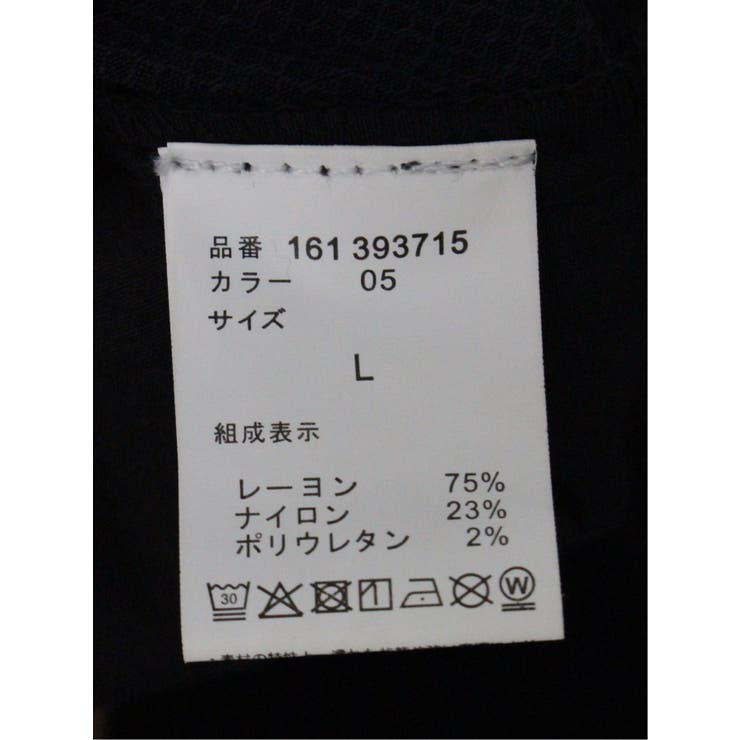 品番 161 393715
カラー 05
サイズ
L
組成表示
レーヨン 75%
ナイロン 23%
ポリウレタン 2%
30 W